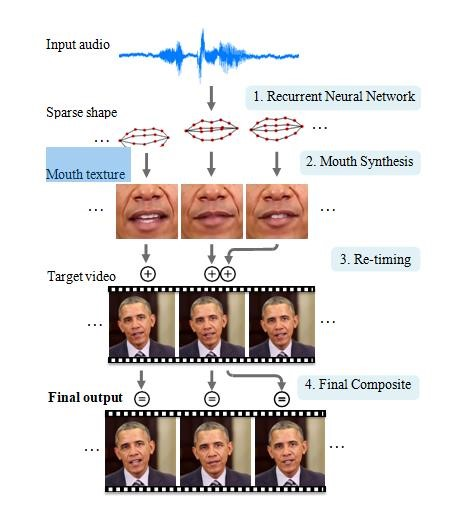 Input audio
1. Recurrent Neural Network
Sparse shape
...
...
2. Mouth Synthesis
Mouth texture
...
...
3. Re-timing
Target video
...
...
4. Final Composite
Final output
...
...